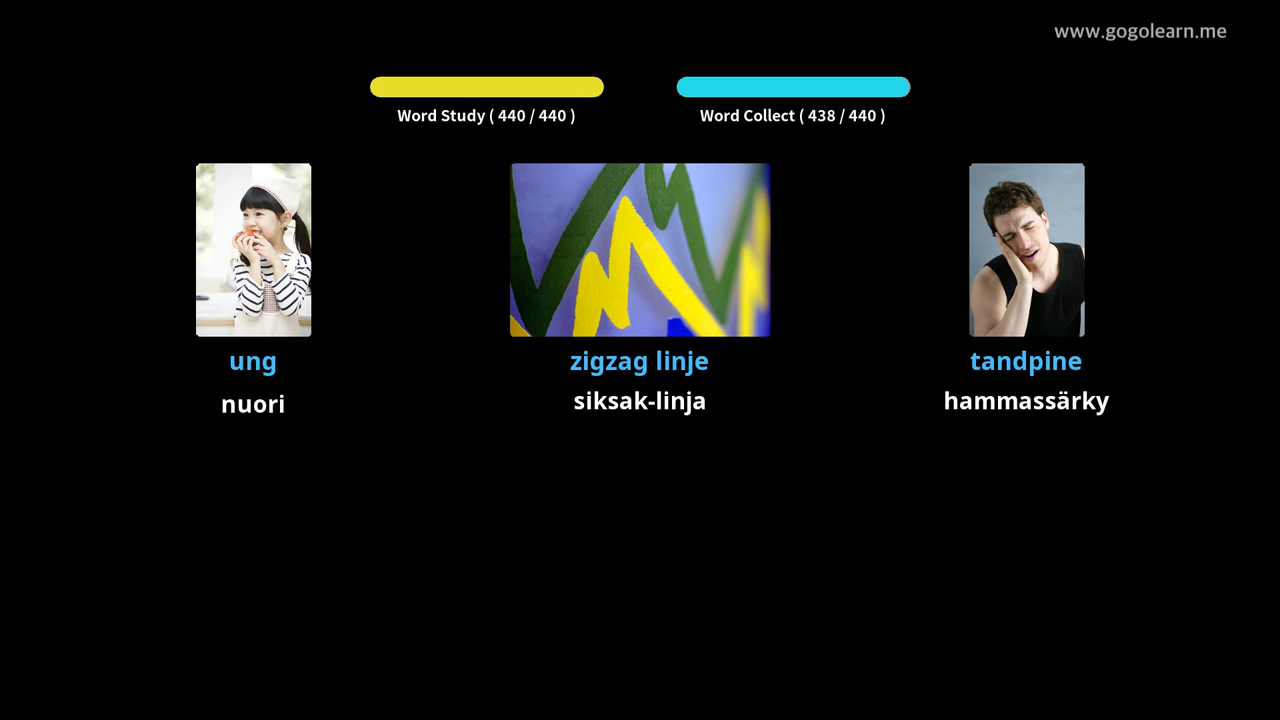 www.gogolearn.me
Word Study ( 440 / 440 )
Word Collect ( 438 / 440 )
ung
zigzag linje
tandpine
nuori
siksak-linja
hammassärky